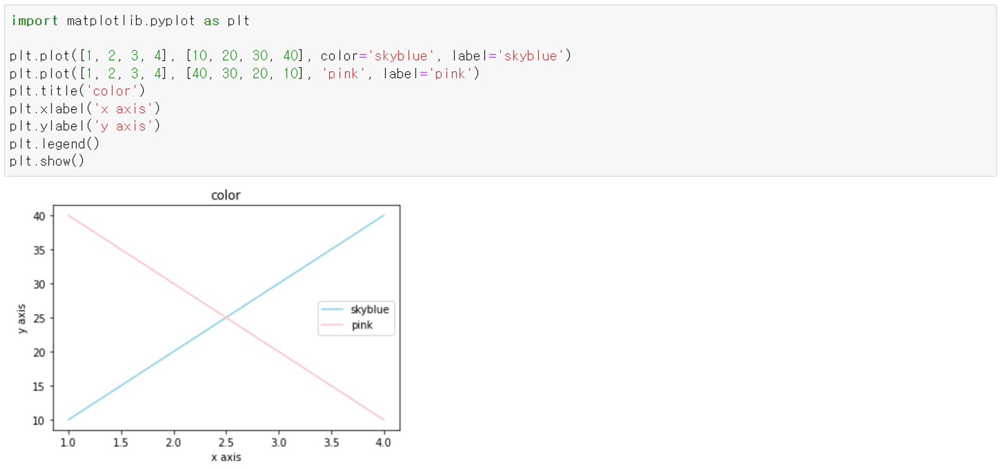 import matplotlib.pyplot as plt
plt.plot([1, 2, 3, 4], [10, 20, 30, 40], color='skyblue', label='skyblue')
plt.plot([1, 2, 3, 4], [40, 30, 20, 10], 'pink', label='pink')
plt.title('color')
plt.xlabel('x axis')
plt.ylabel('y axis')
plt.legend()
plt.show()
color
40
35
30
25
20
15
10
y axis
skyblue
pink
1.0 1.5 2.0 2.5 3.0 3.5 4.0
x axis